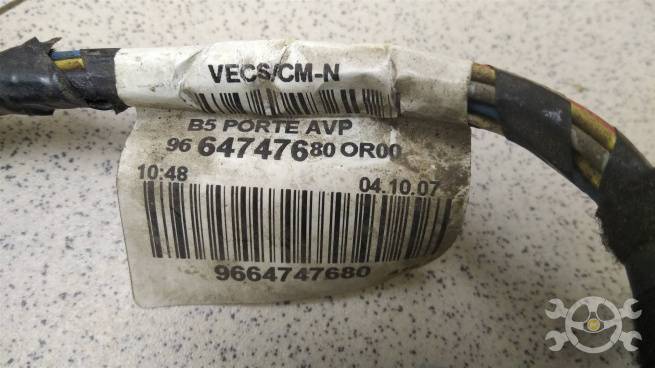 VECS/CM-N
B5 PORTE AVP
96 647476 80 OR00
10:48 04.10.07
9664747680